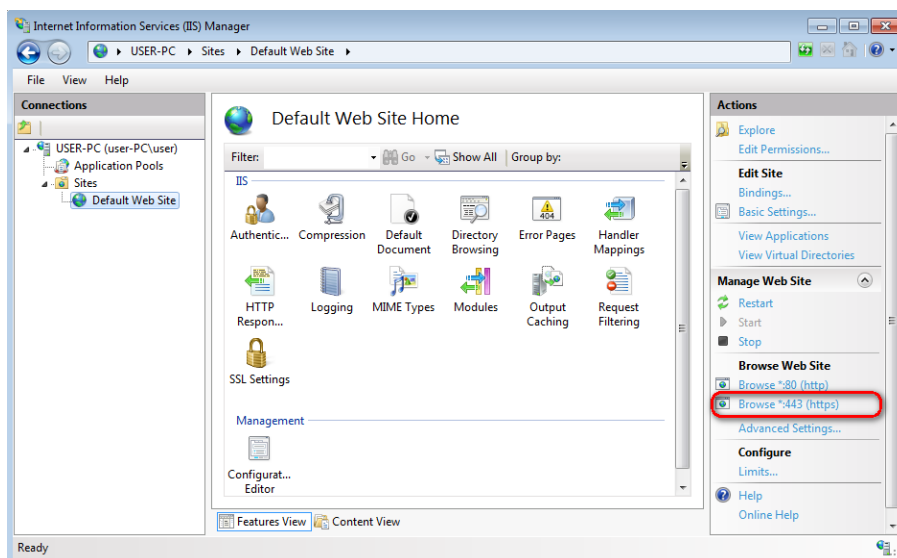 Internet Information Services (IIS) Manager
USER-PC ▸ Sites ▸ Default Web Site ▸
File View Help
Connections
USER-PC (user-PC\user)
Application Pools
Sites
Default Web Site
Default Web Site Home
Filter: Go Show All Group by:
IIS
Authentic... Compression Default Document Directory Browsing Error Pages Handler Mappings
404
HTTP Respon... Logging MIME Types Modules Output Caching Request Filtering
SSL Settings
Management
Configurat... Editor
Features View Content View
Actions
Explore
Edit Permissions...
Edit Site
Bindings...
Basic Settings...
View Applications
View Virtual Directories
Manage Web Site
Restart
Start
Stop
Browse Web Site
Browse *:80 (http)
Browse *:443 (https)
Advanced Settings...
Configure
Limits...
Help
Online Help
Ready